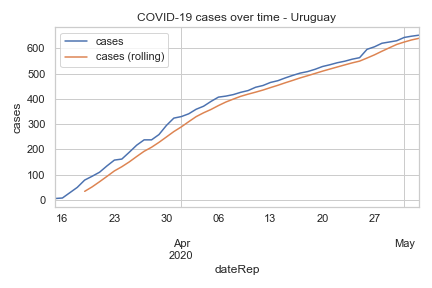 COVID-19 cases over time - Uruguay
cases
cases (rolling)
cases
600
500
400
300
200
100
0
16 23 30 06 13 20 27
Apr May
2020
dateRep